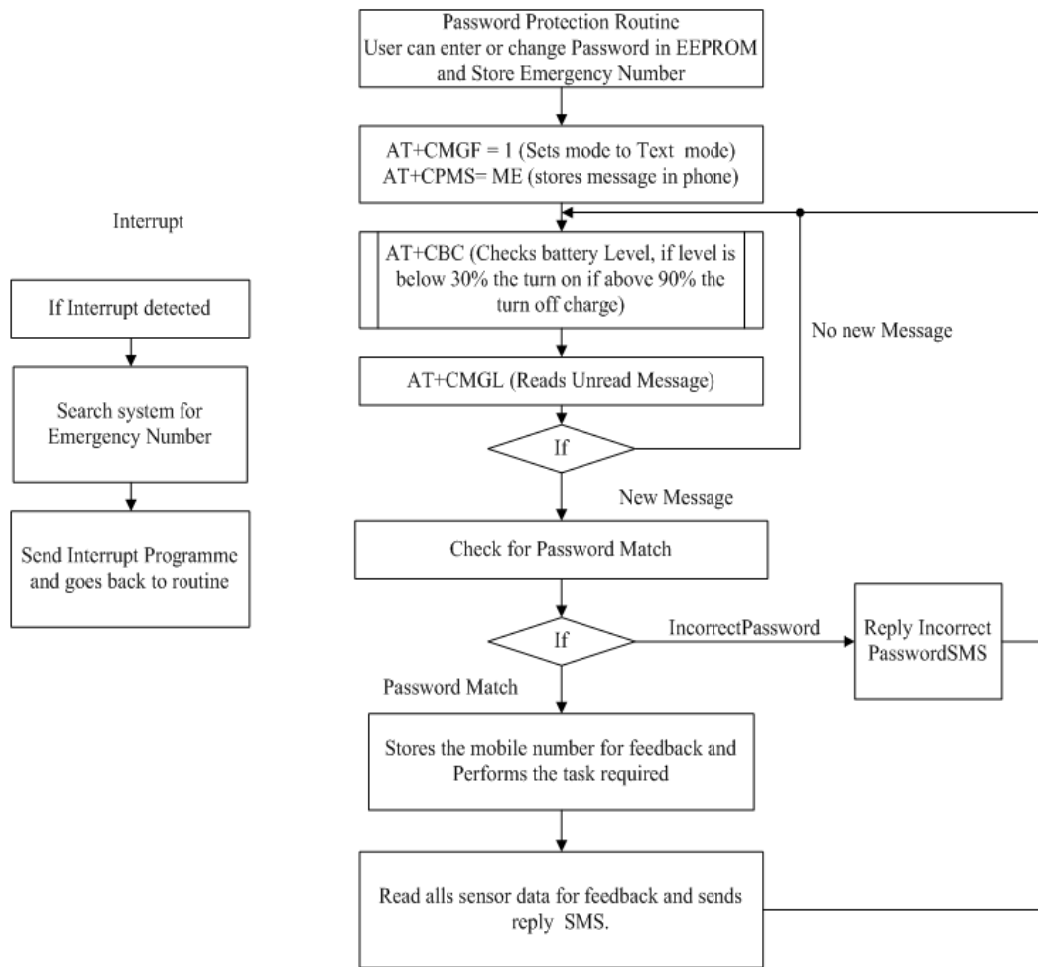 Password Protection Routine
User can enter or change Password in EEPROM
and Store Emergency Number
AT+CMGF = 1 (Sets mode to Text  mode)
AT+CPMS= ME (stores message in phone)
Interrupt
AT+CBC (Checks battery Level, if level is
below 30% the turn on if above 90% the
turn off charge)
If Interrupt detected
No new Message
AT+CMGL (Reads Unread Message)
Search system for
Emergency Number
If
New Message
Send Interrupt Programme
and goes back to routine
Check for Password Match
If
IncorrectPassword
Reply Incorrect
PasswordSMS
Password Match
Stores the mobile number for feedback and
Performs the task required
Read alls sensor data for feedback and sends
reply  SMS.